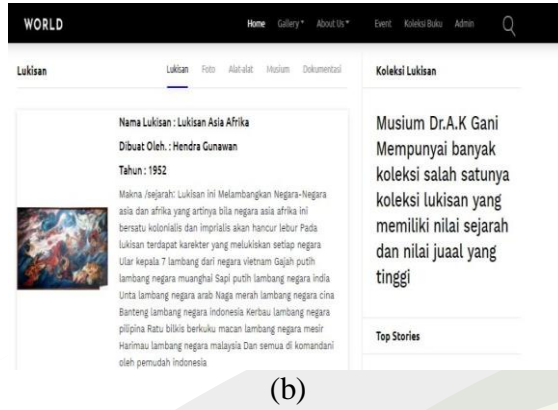 WORLD
Home Gallery About Us Event Koleksi Buku Admin
Lukisan
Lukisan Foto Alat-alat Musium Dokumentasi
Nama Lukisan : Lukisan Asia Afrika
Dibuat Oleh. : Hendra Gunawan
Tahun : 1952
Makna /sejarah: Lukisan ini Melambangkan Negara-Negara
asia dan afrika yang artinya bila negara asia afrika ini
bersatu kolonialis dan imprialis akan hancur lebur Pada
lukisan terdapat karekter yang melukiskan setiap negara
Ular kepala 7 lambang dari negara vietnam Gajah putih
lambang negara muanghai Sapi putih lambang negara india
Unta lambang negara arab Naga merah lambang negara cina
Banteng lambang negara indonesia Kerbau lambang negara
pilipina Ratu bilkis berkuku macan lambang negara mesir
Harimau lambang negara malaysia Dan semua di komandani
oleh pemudah indonesia
Koleksi Lukisan
Musium Dr.A.K Gani
Mempunyai banyak
koleksi salah satunya
koleksi lukisan yang
memiliki nilai sejarah
dan nilai juaal yang
tinggi
Top Stories
(b)